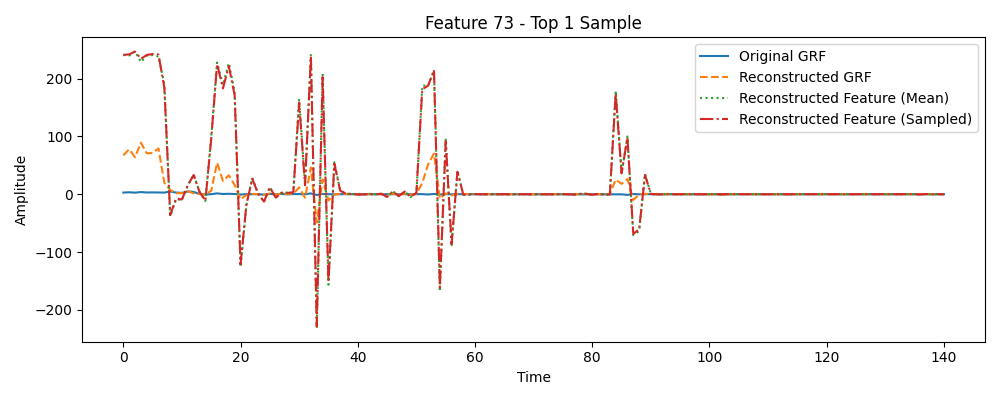 Feature 73 - Top 1 Sample
Original GRF
Reconstructed GRF
Reconstructed Feature (Mean)
Reconstructed Feature (Sampled)
Amplitude
200
100
0
−100
−200
0 20 40 60 80 100 120 140
Time